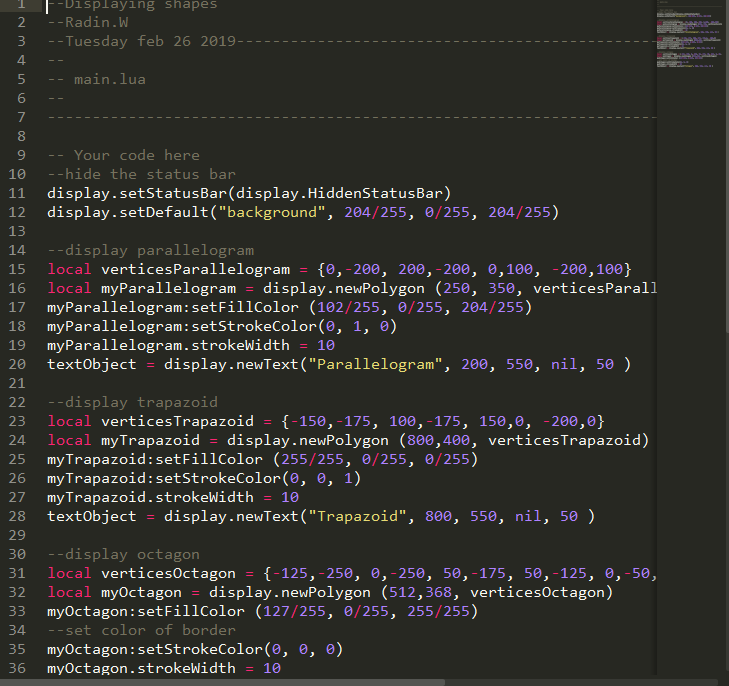 1 --Displaying shapes
2 --Radin.W
3 --Tuesday feb 26 2019-----------------------------------------------
4 --
5 -- main.lua
6 --
7 --------------------------------------------------------------------
8
9 -- Your code here
10 --hide the status bar
11 display.setStatusBar(display.HiddenStatusBar)
12 display.setDefault("background", 204/255, 0/255, 204/255)
13
14 --display parallelogram
15 local verticesParallelogram = {0,-200, 200,-200, 0,100, -200,100}
16 local myParallelogram = display.newPolygon (250, 350, verticesParall
17 myParallelogram:setFillColor (102/255, 0/255, 204/255)
18 myParallelogram:setStrokeColor(0, 1, 0)
19 myParallelogram.strokeWidth = 10
20 textObject = display.newText("Parallelogram", 200, 550, nil, 50 )
21
22 --display trapazoid
23 local verticesTrapazoid = {-150,-175, 100,-175, 150,0, -200,0}
24 local myTrapazoid = display.newPolygon (800,400, verticesTrapazoid)
25 myTrapazoid:setFillColor (255/255, 0/255, 0/255)
26 myTrapazoid:setStrokeColor(0, 0, 1)
27 myTrapazoid.strokeWidth = 10
28 textObject = display.newText("Trapazoid", 800, 550, nil, 50 )
29
30 --display octagon
31 local verticesOctagon = {-125,-250, 0,-250, 50,-175, 50,-125, 0,-50,
32 local myOctagon = display.newPolygon (512,368, verticesOctagon)
33 myOctagon:setFillColor (127/255, 0/255, 255/255)
34 --set color of border
35 myOctagon:setStrokeColor(0, 0, 0)
36 myOctagon.strokeWidth = 10